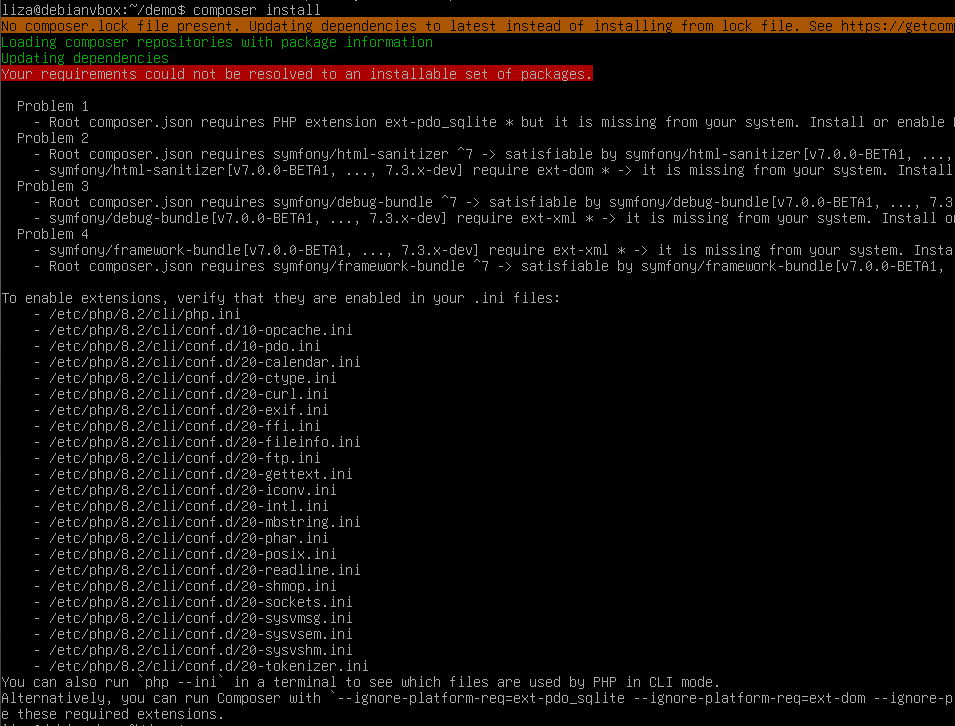 liza@debianvbox:~/demo$ composer install
No composer.lock file present. Updating dependencies to latest instead of installing from lock file. See https://getcom
Loading composer repositories with package information
Updating dependencies
Your requirements could not be resolved to an installable set of packages.
Problem 1
- Root composer.json requires PHP extension ext-pdo_sqlite * but it is missing from your system. Install or enable
Problem 2
- Root composer.json requires symfony/html-sanitizer ^7 -> satisfiable by symfony/html-sanitizer[v7.0.0-BETA1, ...,
- symfony/html-sanitizer[v7.0.0-BETA1, ..., 7.3.x-dev] require ext-dom * -> it is missing from your system. Install
Problem 3
- Root composer.json requires symfony/debug-bundle ^7 -> satisfiable by symfony/debug-bundle[v7.0.0-BETA1, ..., 7.3
- symfony/debug-bundle[v7.0.0-BETA1, ..., 7.3.x-dev] require ext-xml * -> it is missing from your system. Install o
Problem 4
- symfony/framework-bundle[v7.0.0-BETA1, ..., 7.3.x-dev] require ext-xml * -> it is missing from your system. Insta
- Root composer.json requires symfony/framework-bundle ^7 -> satisfiable by symfony/framework-bundle[v7.0.0-BETA1,
To enable extensions, verify that they are enabled in your .ini files:
- /etc/php/8.2/cli/php.ini
- /etc/php/8.2/cli/conf.d/10-opcache.ini
- /etc/php/8.2/cli/conf.d/10-pdo.ini
- /etc/php/8.2/cli/conf.d/20-calendar.ini
- /etc/php/8.2/cli/conf.d/20-ctype.ini
- /etc/php/8.2/cli/conf.d/20-curl.ini
- /etc/php/8.2/cli/conf.d/20-exif.ini
- /etc/php/8.2/cli/conf.d/20-ffi.ini
- /etc/php/8.2/cli/conf.d/20-fileinfo.ini
- /etc/php/8.2/cli/conf.d/20-ftp.ini
- /etc/php/8.2/cli/conf.d/20-gettext.ini
- /etc/php/8.2/cli/conf.d/20-iconv.ini
- /etc/php/8.2/cli/conf.d/20-intl.ini
- /etc/php/8.2/cli/conf.d/20-mbstring.ini
- /etc/php/8.2/cli/conf.d/20-phar.ini
- /etc/php/8.2/cli/conf.d/20-posix.ini
- /etc/php/8.2/cli/conf.d/20-readline.ini
- /etc/php/8.2/cli/conf.d/20-shmop.ini
- /etc/php/8.2/cli/conf.d/20-sockets.ini
- /etc/php/8.2/cli/conf.d/20-sysvmsg.ini
- /etc/php/8.2/cli/conf.d/20-sysvsem.ini
- /etc/php/8.2/cli/conf.d/20-sysvshm.ini
- /etc/php/8.2/cli/conf.d/20-tokenizer.ini
You can also run `php --ini` in a terminal to see which files are used by PHP in CLI mode.
Alternatively, you can run Composer with `--ignore-platform-req=ext-pdo_sqlite --ignore-platform-req=ext-dom --ignore-p
e these required extensions.